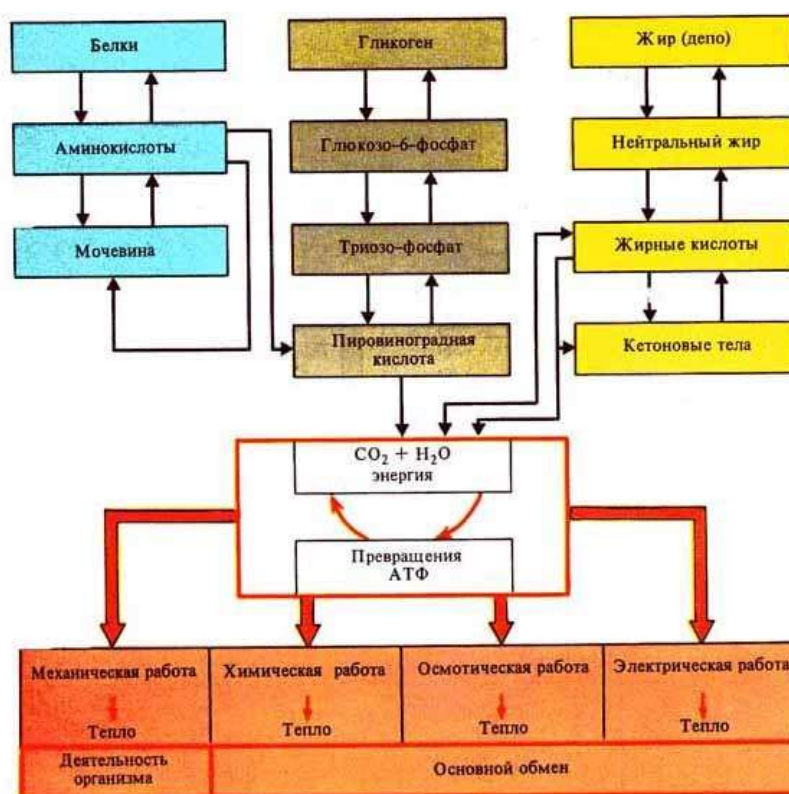 Белки
Гликоген
Жир (депо)
Аминокислоты
Глюкозо-6-фосфат
Нейтральный жир
Мочевина
Триозо-фосфат
Жирные кислоты
Пировиноградная
кислота
Кетоновые тела
CO₂ + H₂O
энергия
Превращения
АТФ
Механическая работа
Химическая работа
Осмотическая работа
Электрическая работа
Тепло
Тепло
Тепло
Тепло
Деятельность
организма
Основной обмен